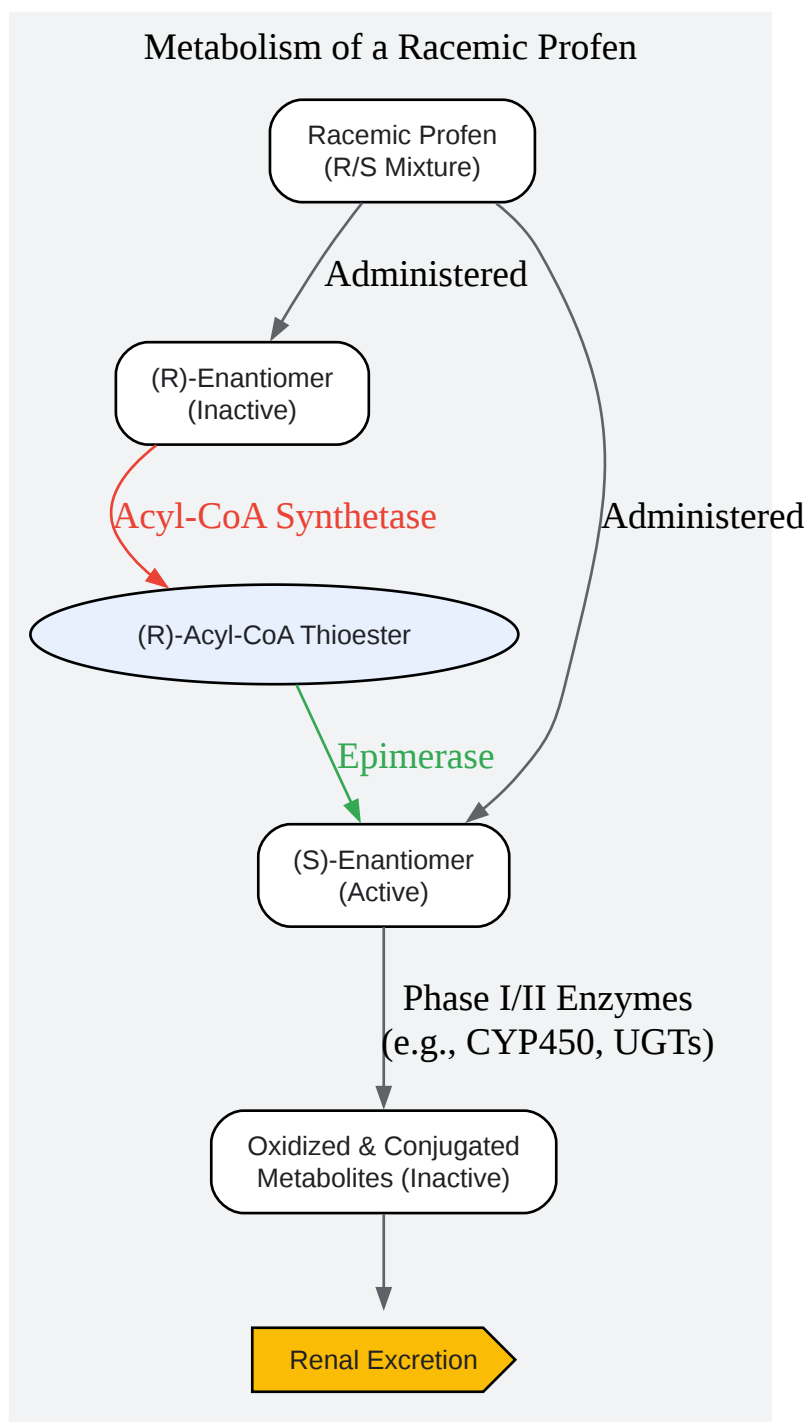 Metabolism of a Racemic Profen
Racemic Profen
(R/S Mixture)
Administered
(R)-Enantiomer
(Inactive)
Acyl-CoA Synthetase
Administered
(R)-Acyl-CoA Thioester
Epimerase
(S)-Enantiomer
(Active)
Phase I/II Enzymes
(e.g., CYP450, UGTs)
Oxidized & Conjugated
Metabolites (Inactive)
Renal Excretion